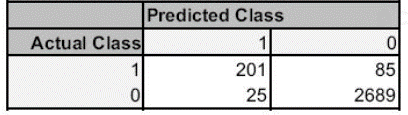 Predicted Class
Actual Class 1 0
1 201 85
0 25 2689